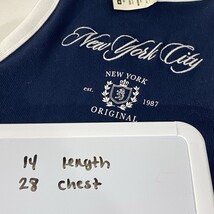 New York City
NEW YORK
est. 1987
ORIGINAL
14 length
28 chest